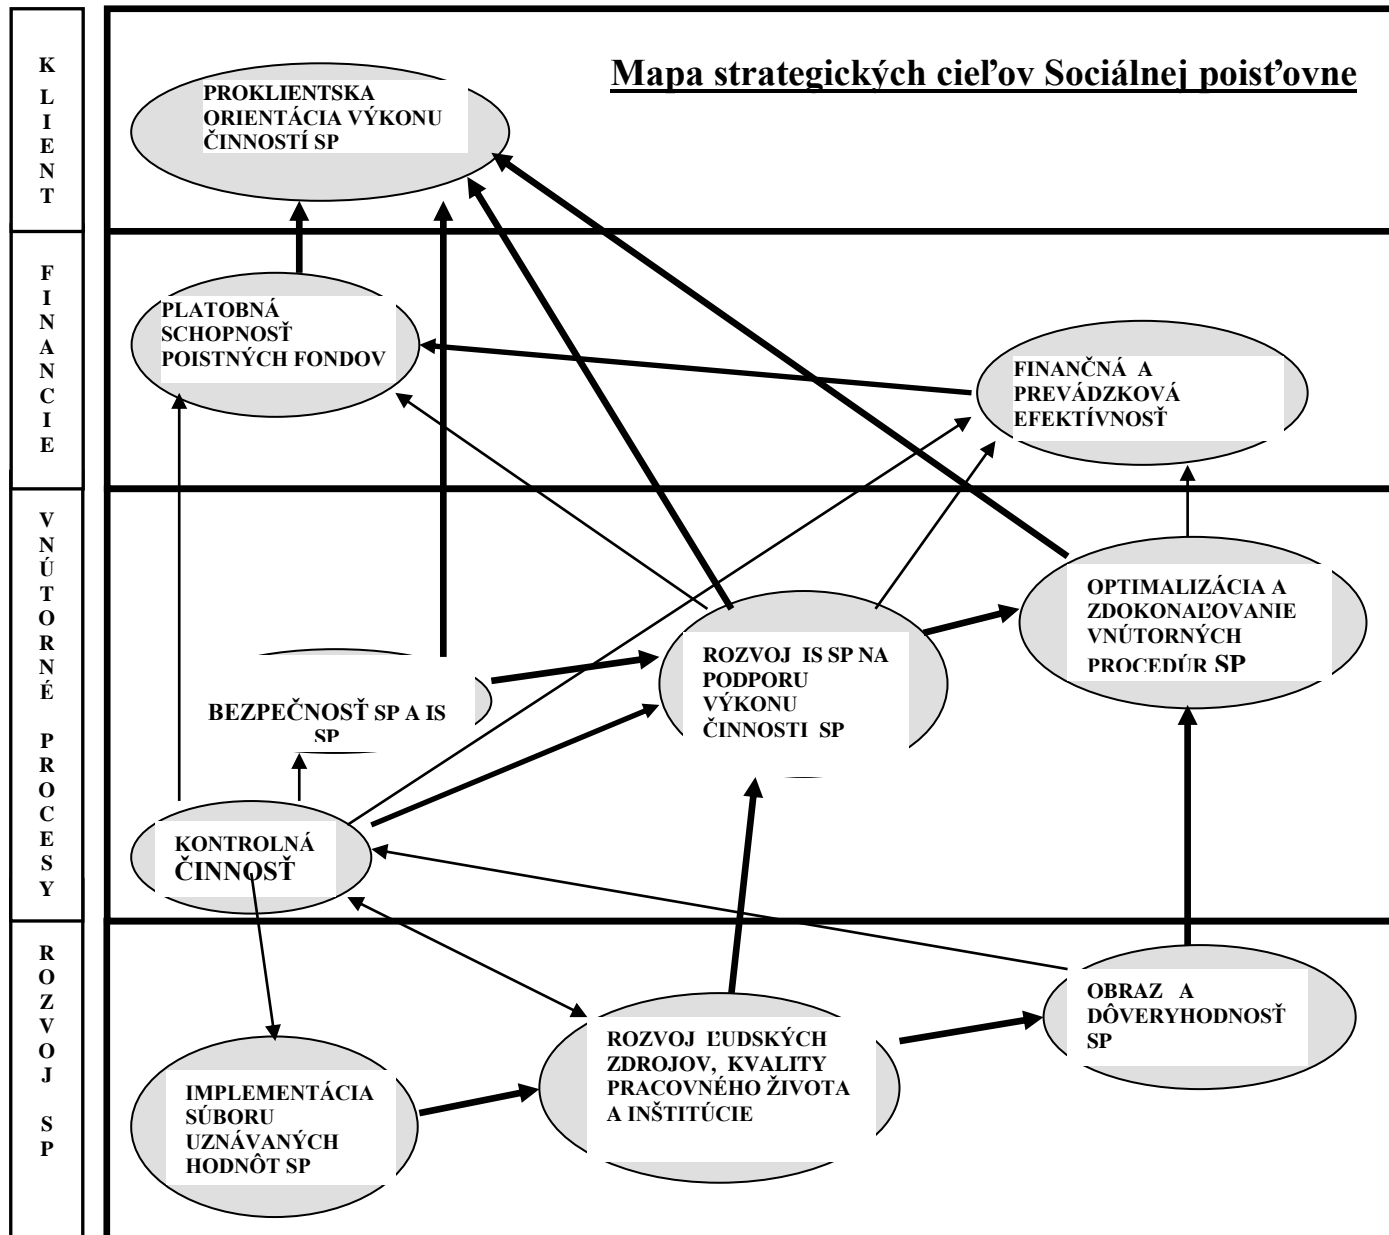 Mapa strategických cieľov Sociálnej poisťovne
K
L
I
E
N
T
PROKLIENTSKA
ORIENTÁCIA VÝKONU
ČINNOSTÍ SP
F
I
N
A
N
C
I
E
PLATOBNÁ
SCHOPNOSŤ
POISTNÝCH FONDOV
FINANČNÁ A
PREVÁDZKOVÁ
EFEKTÍVNOSŤ
V
N
Ú
T
O
R
N
É
P
R
O
C
E
S
Y
OPTIMALIZÁCIA A
ZDOKONAĽOVANIE
VNÚTORNÝCH
PROCEDÚR SP
ROZVOJ IS SP NA
PODPORU
VÝKONU
ČINNOSTI SP
BEZPEČNOSŤ SP A IS
SP
KONTROLNÁ
ČINNOSŤ
R
O
Z
V
O
J
S
P
IMPLEMENTÁCIA
SÚBORU
UZNÁVANÝCH
HODNÔT SP
ROZVOJ ĽUDSKÝCH
ZDROJOV, KVALITY
PRACOVNÉHO ŽIVOTA
A INŠTITÚCIE
OBRAZ A
DÔVERYHODNOSŤ
SP